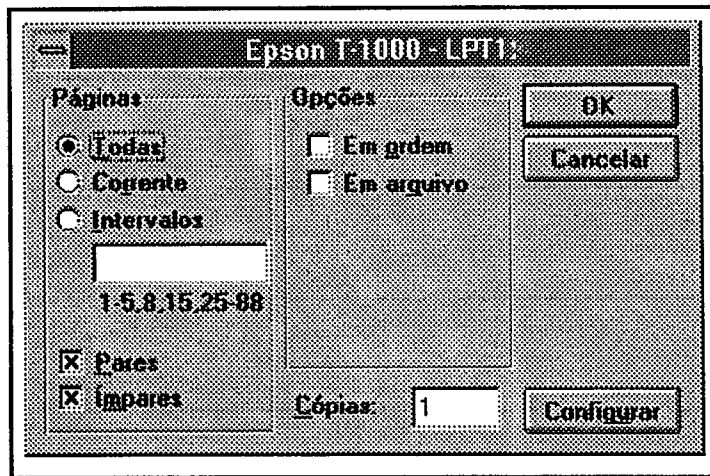 Epson T-1000 - LPT1:
Páginas
Todas
Corrente
Intervalos
1-5,8,15,25-88
Pares
Ímpares
Opções
Em ordem
Em arquivo
Cópias: 1
OK
Cancelar
Configurar